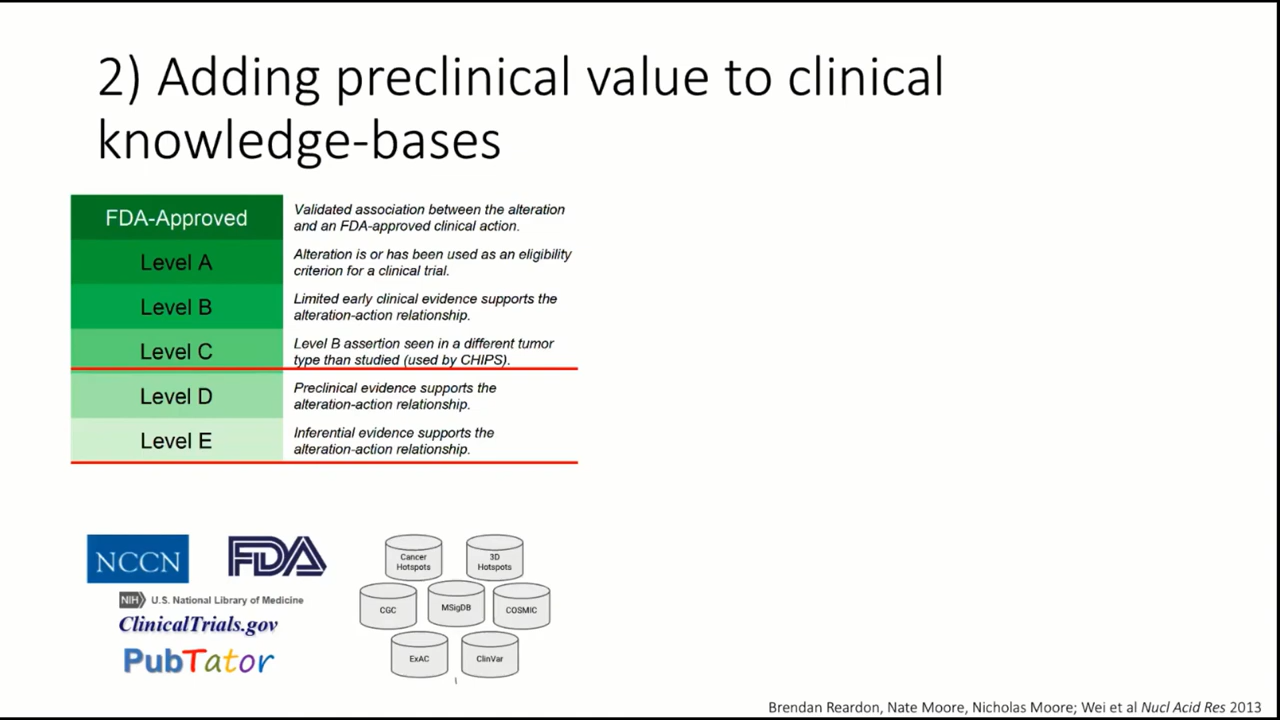 2) Adding preclinical value to clinical
knowledge-bases
FDA-Approved
Validated association between the alteration
and an FDA-approved clinical action.
Level A
Alteration is or has been used as an eligibility
criterion for a clinical trial.
Level B
Limited early clinical evidence supports the
alteration-action relationship.
Level C
Level B assertion seen in a different tumor
type than studied (used by CHIPS).
Level D
Preclinical evidence supports the
alteration-action relationship.
Level E
Inferential evidence supports the
alteration-action relationship.
NCCN
FDA
NIH U.S. National Library of Medicine
ClinicalTrials.gov
PubTator
Cancer
Hotspots
3D
Hotspots
CGC
MSigDB
COSMIC
ExAC
ClinVar
Brendan Reardon, Nate Moore, Nicholas Moore; Wei et al Nucl Acid Res 2013